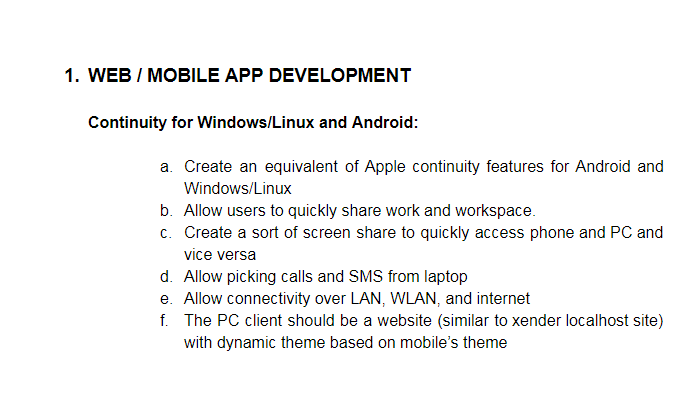 1. WEB / MOBILE APP DEVELOPMENT
Continuity for Windows/Linux and Android:
a. Create an equivalent of Apple continuity features for Android and
Windows/Linux
b. Allow users to quickly share work and workspace.
c. Create a sort of screen share to quickly access phone and PC and
vice versa
d. Allow picking calls and SMS from laptop
e. Allow connectivity over LAN, WLAN, and internet
f. The PC client should be a website (similar to xender localhost site)
with dynamic theme based on mobile's theme